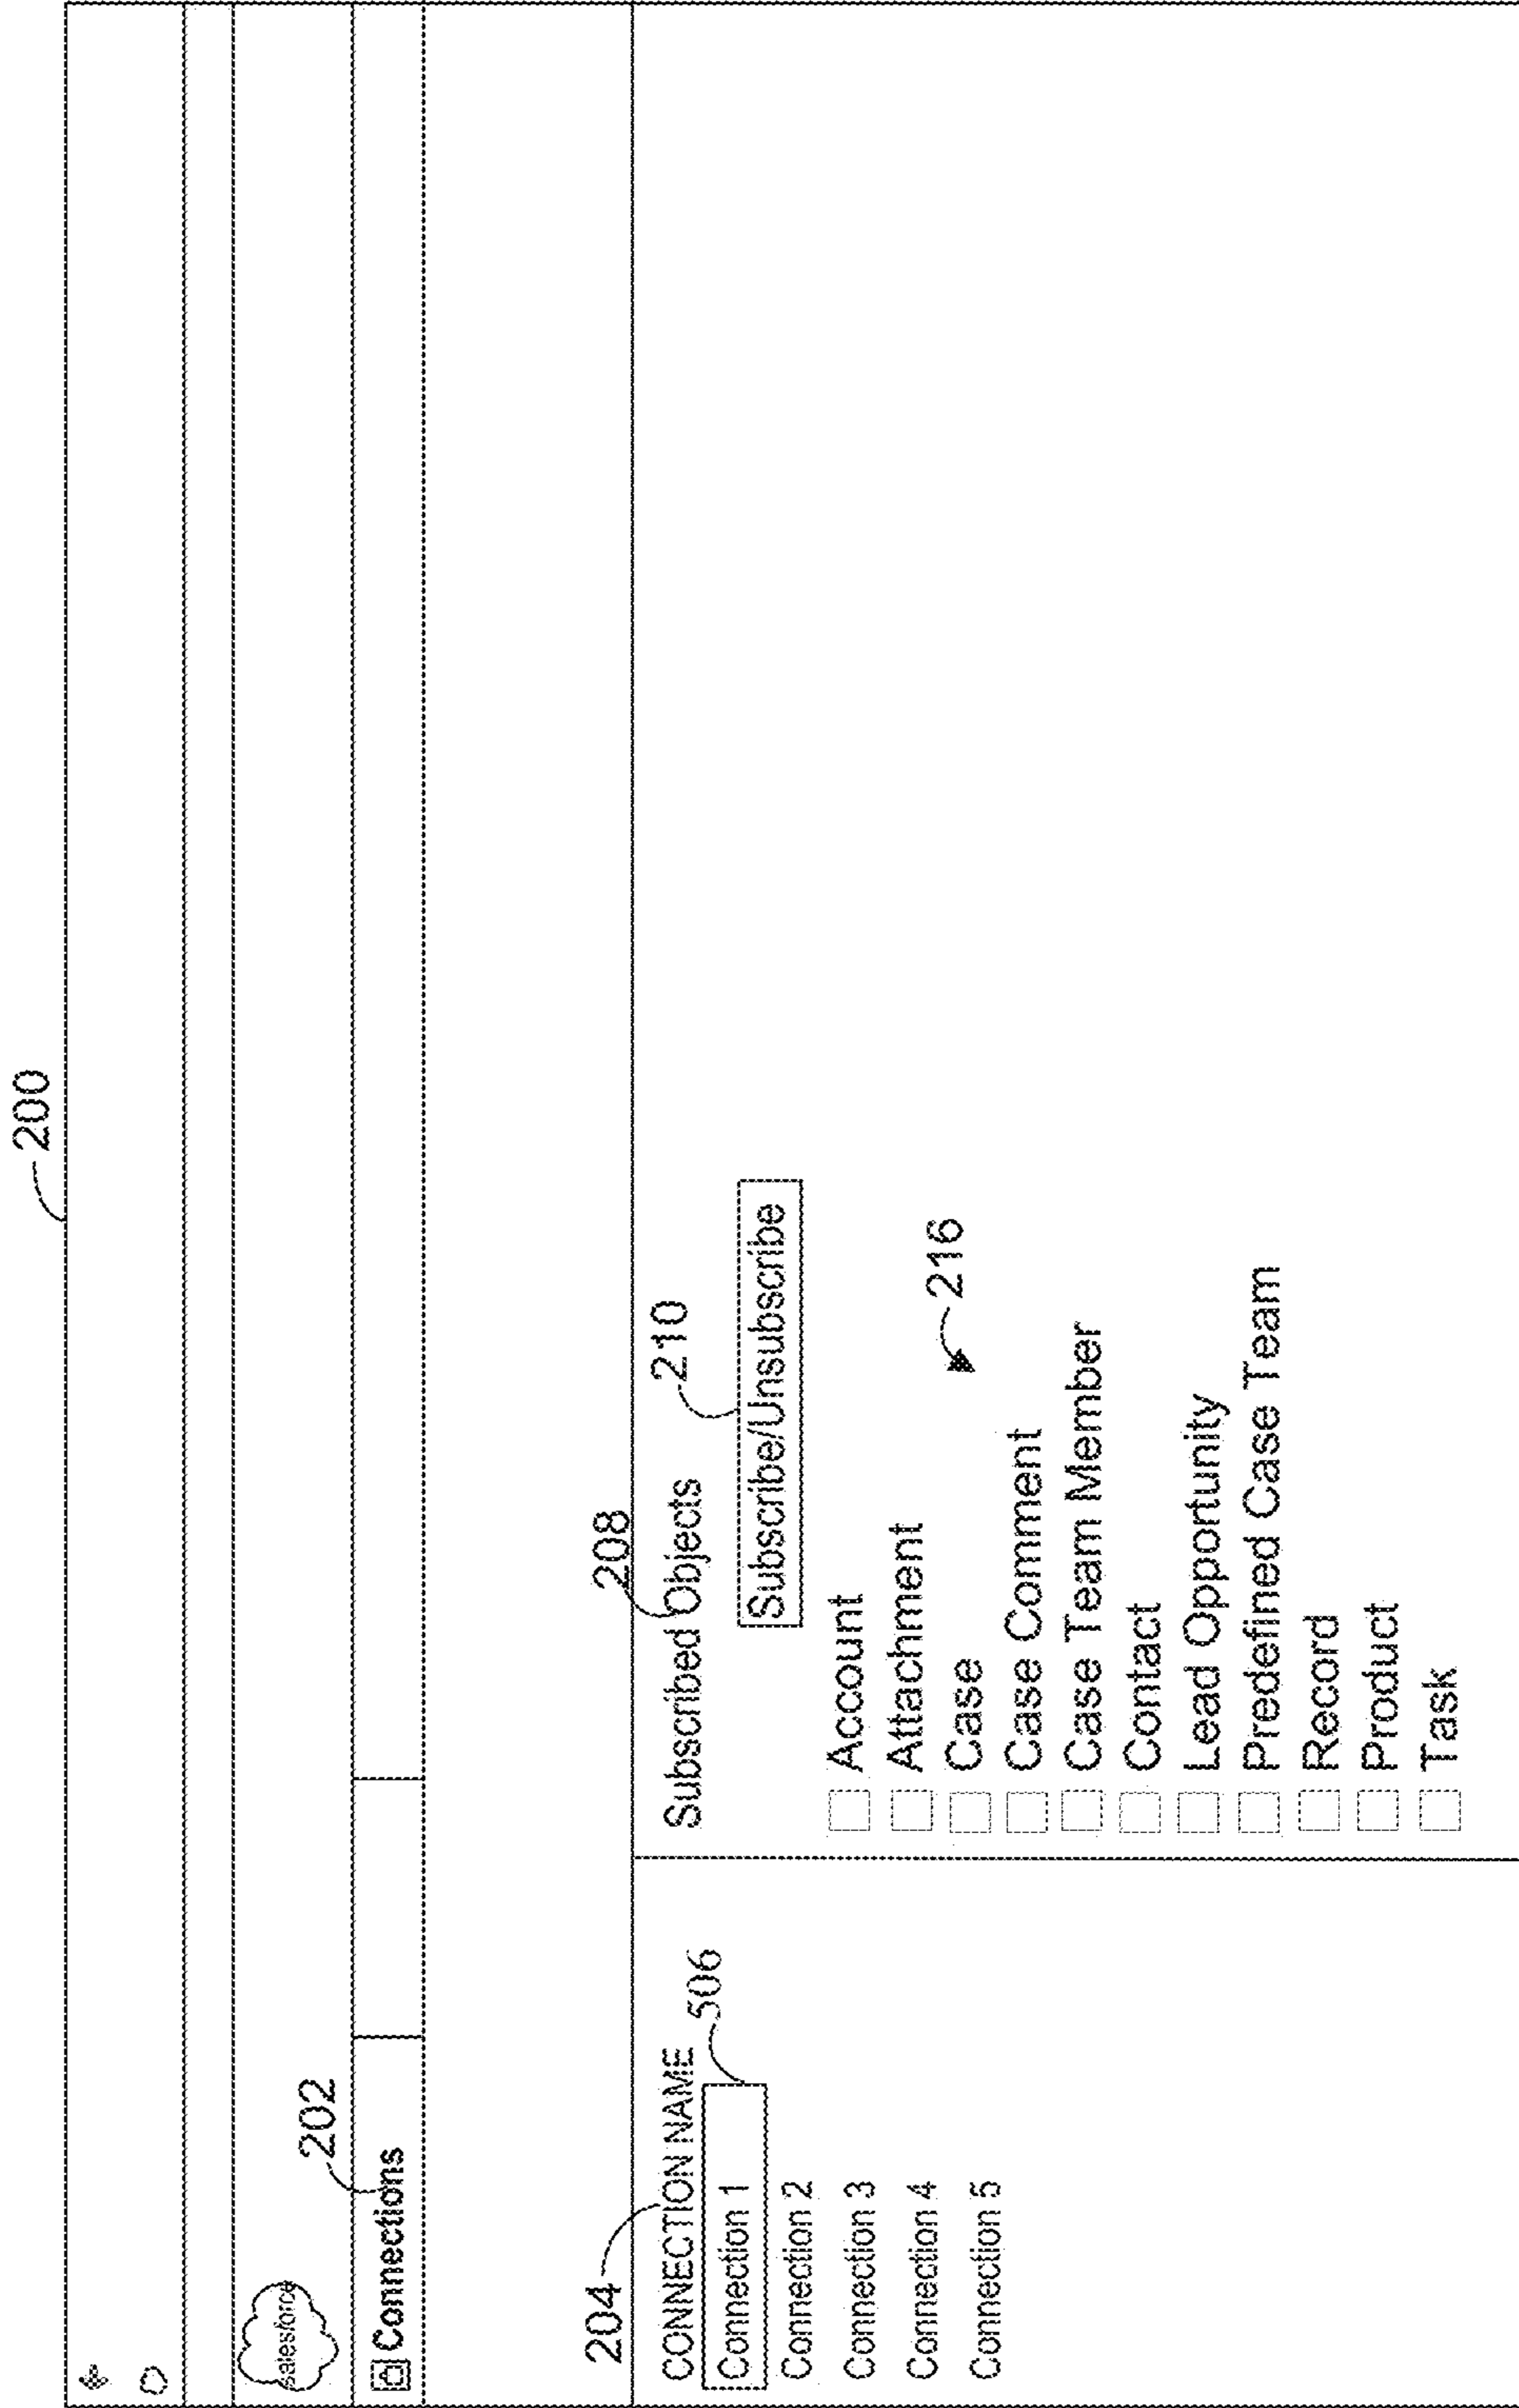 200
salesforce
202
Connections
204
CONNECTION NAME
506
Connection 1
Connection 2
Connection 3
Connection 4
Connection 5
208
Subscribed Objects
210
Subscribe/Unsubscribe
216
Account
Attachment
Case
Case Comment
Case Team Member
Contact
Lead Opportunity
Predefined Case Team
Record
Product
Task